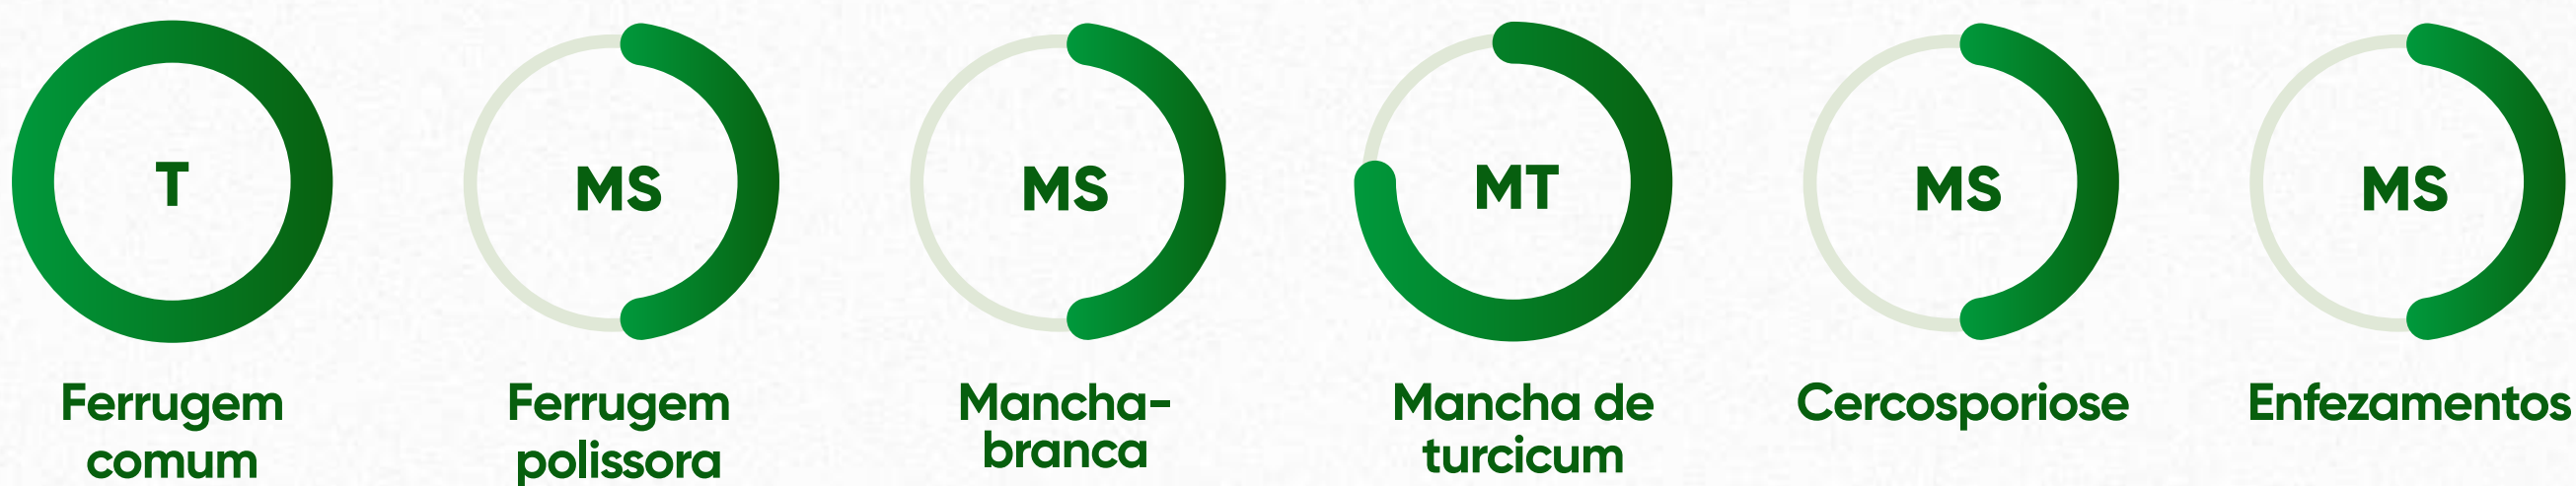 T
MS
MS
MT
MS
MS
Ferrugem
comum
Ferrugem
polissora
Mancha-
branca
Mancha de
turcicum
Cercosporiose
Enfezamentos